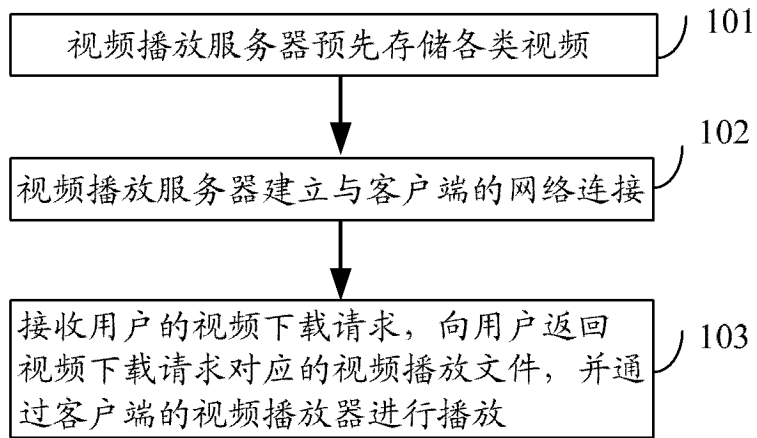 视频播放服务器预先存储各类视频
101
视频播放服务器建立与客户端的网络连接
102
接收用户的视频下载请求，向用户返回
视频下载请求对应的视频播放文件，并通
过客户端的视频播放器进行播放
103